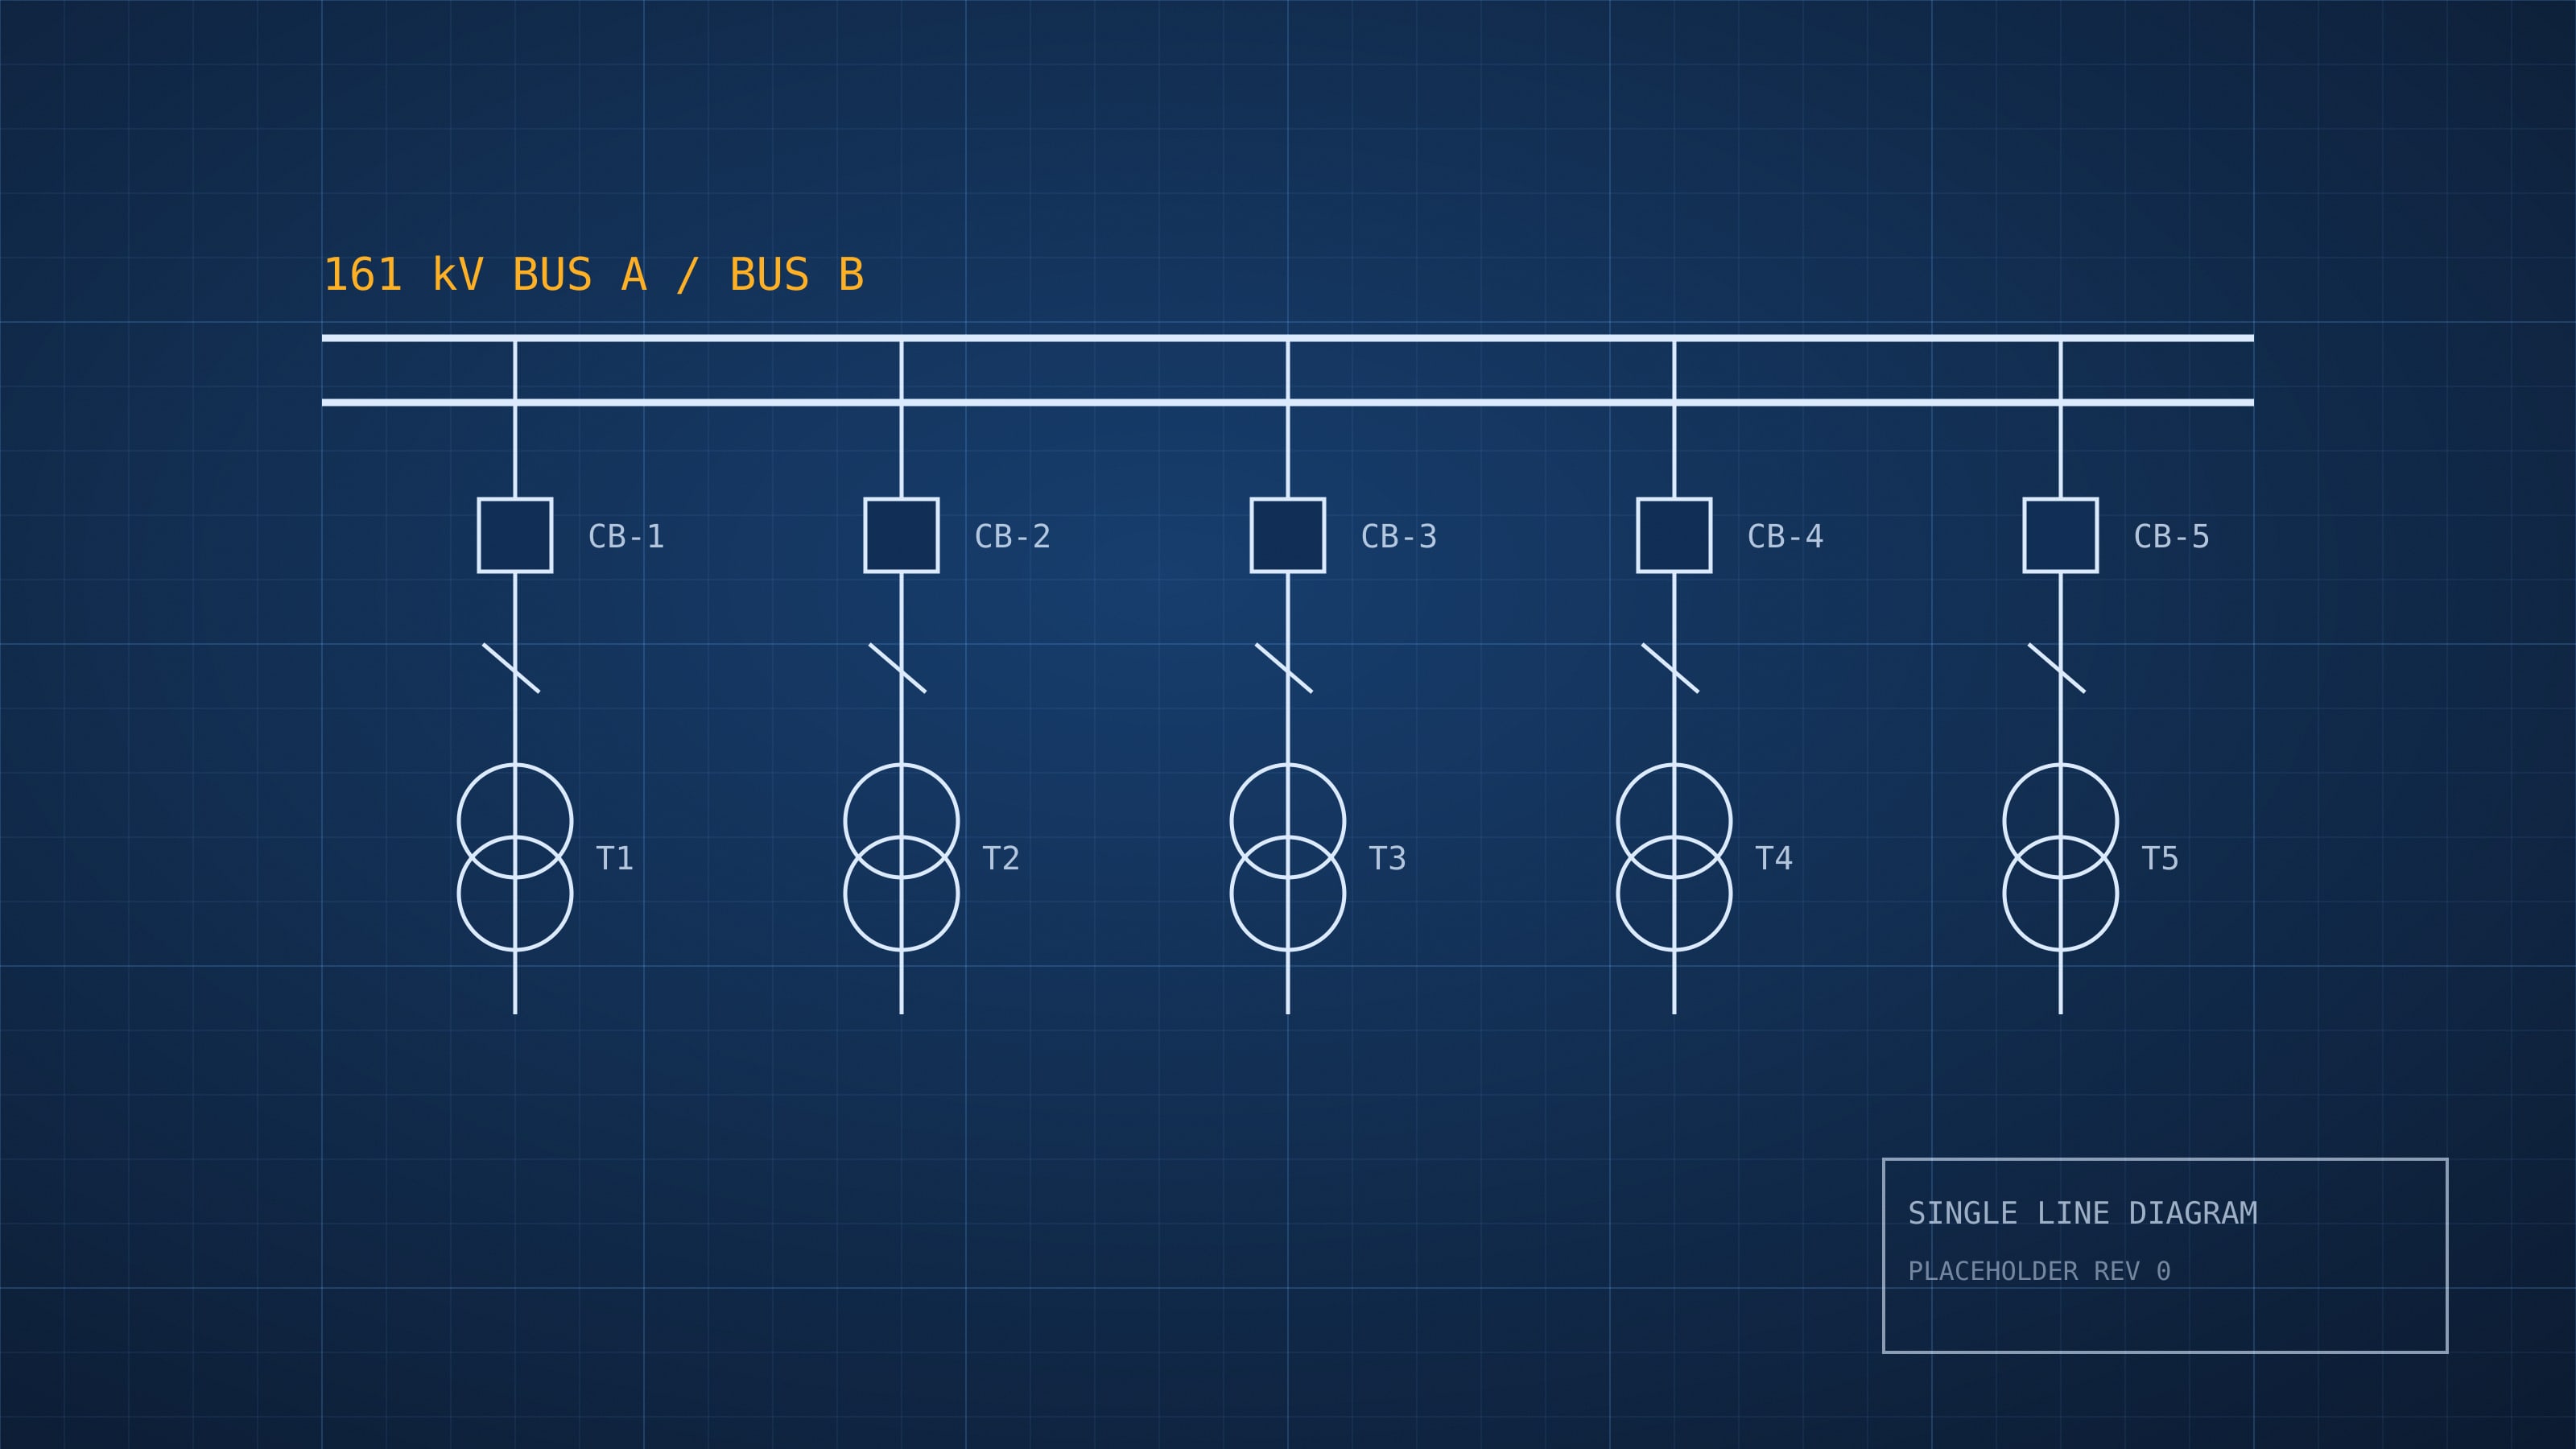 161 kV BUS A / BUS B
CB-1 CB-2 CB-3 CB-4 CB-5
T1 T2 T3 T4 T5
SINGLE LINE DIAGRAM
PLACEHOLDER REV 0